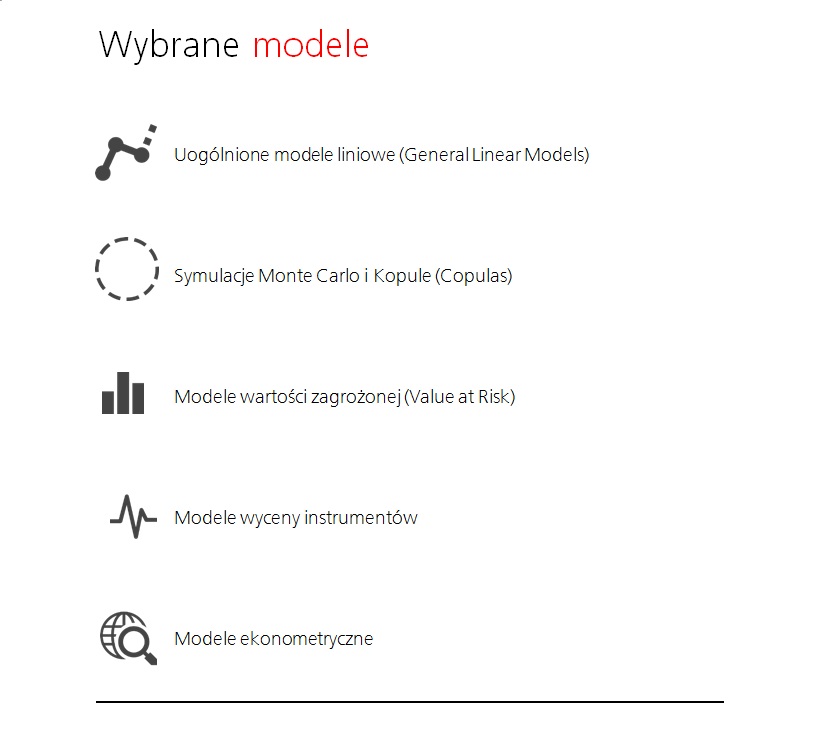 Wybrane modele
Uogólnione modele liniowe (General Linear Models)
Symulacje Monte Carlo i Kopule (Copulas)
Modele wartości zagrożonej (Value at Risk)
Modele wyceny instrumentów
Modele ekonometryczne